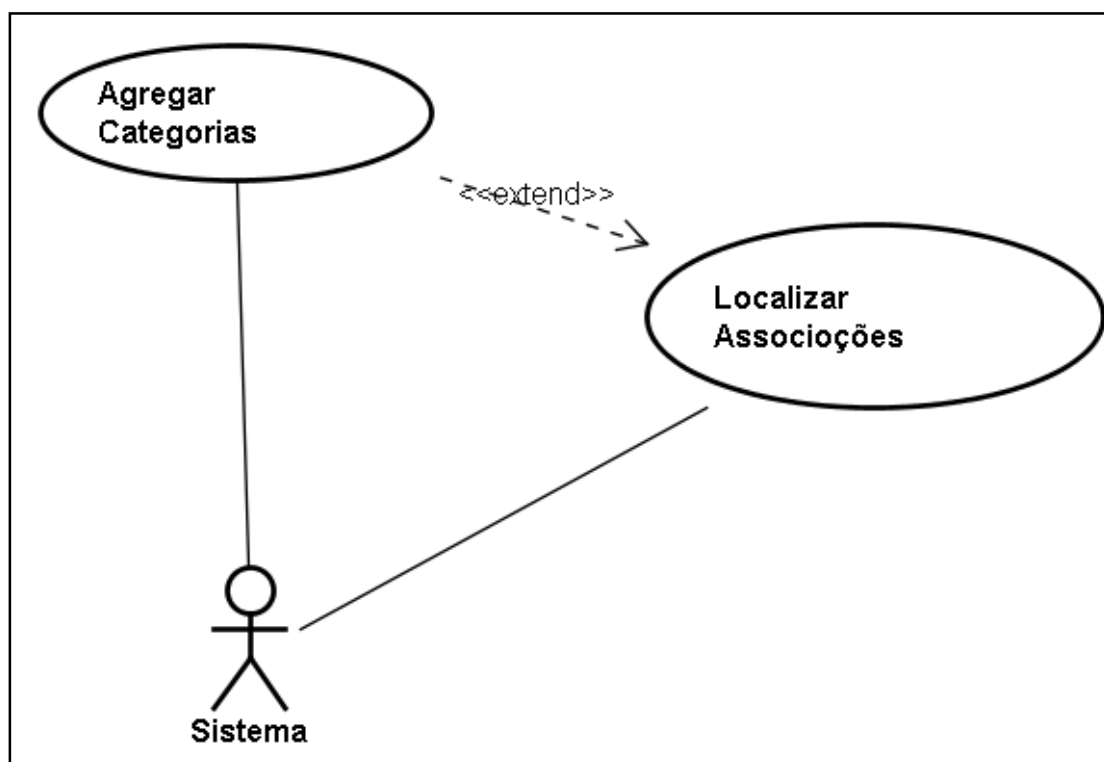 Agregar
Categorias
<<extend>>
Localizar
Associoções
Sistema